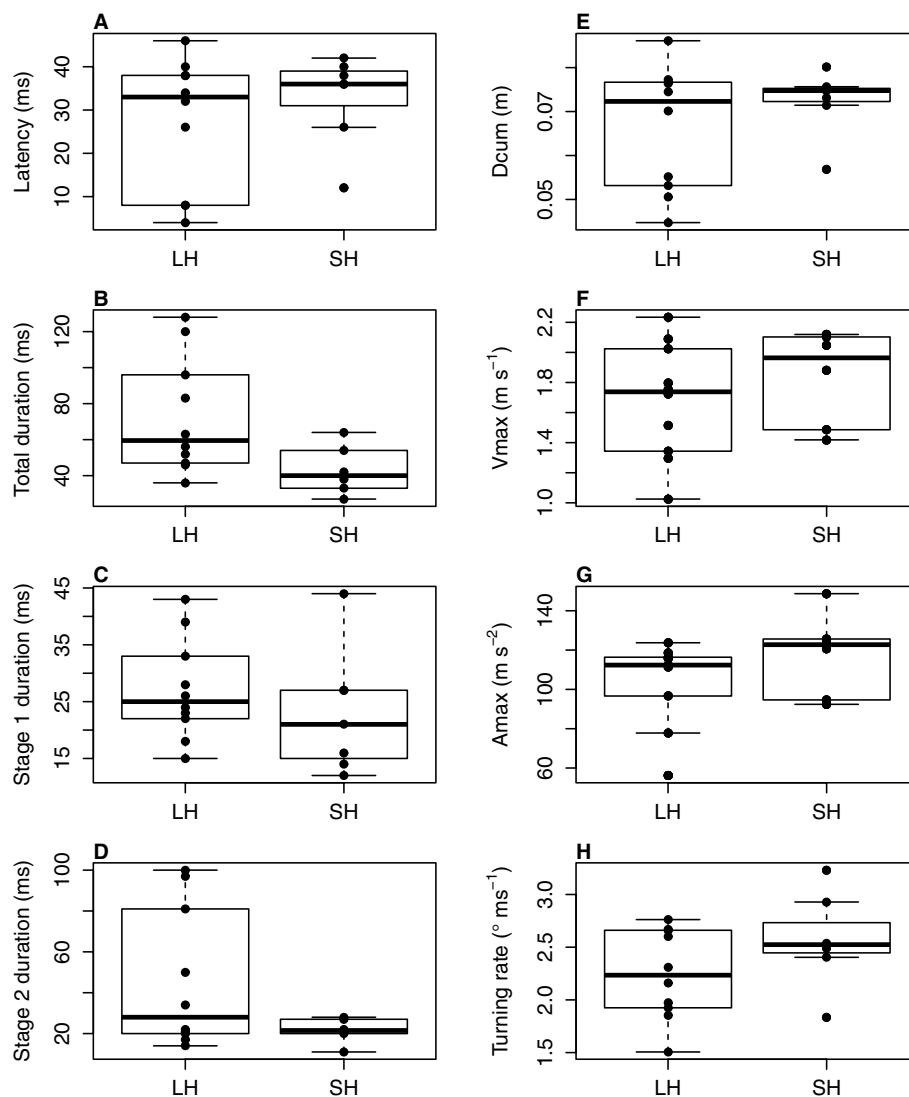 A
Latency (ms)
10
20
30
40
LH
SH
B
Total duration (ms)
40
80
120
LH
SH
C
Stage 1 duration (ms)
15
25
35
45
LH
SH
D
Stage 2 duration (ms)
20
60
100
LH
SH
E
Dcum (m)
0.05
0.07
LH
SH
F
Vmax (m s−1)
1.0
1.4
1.8
2.2
LH
SH
G
Amax (m s−2)
60
100
140
LH
SH
H
Turning rate (° ms−1)
1.5
2.0
2.5
3.0
LH
SH